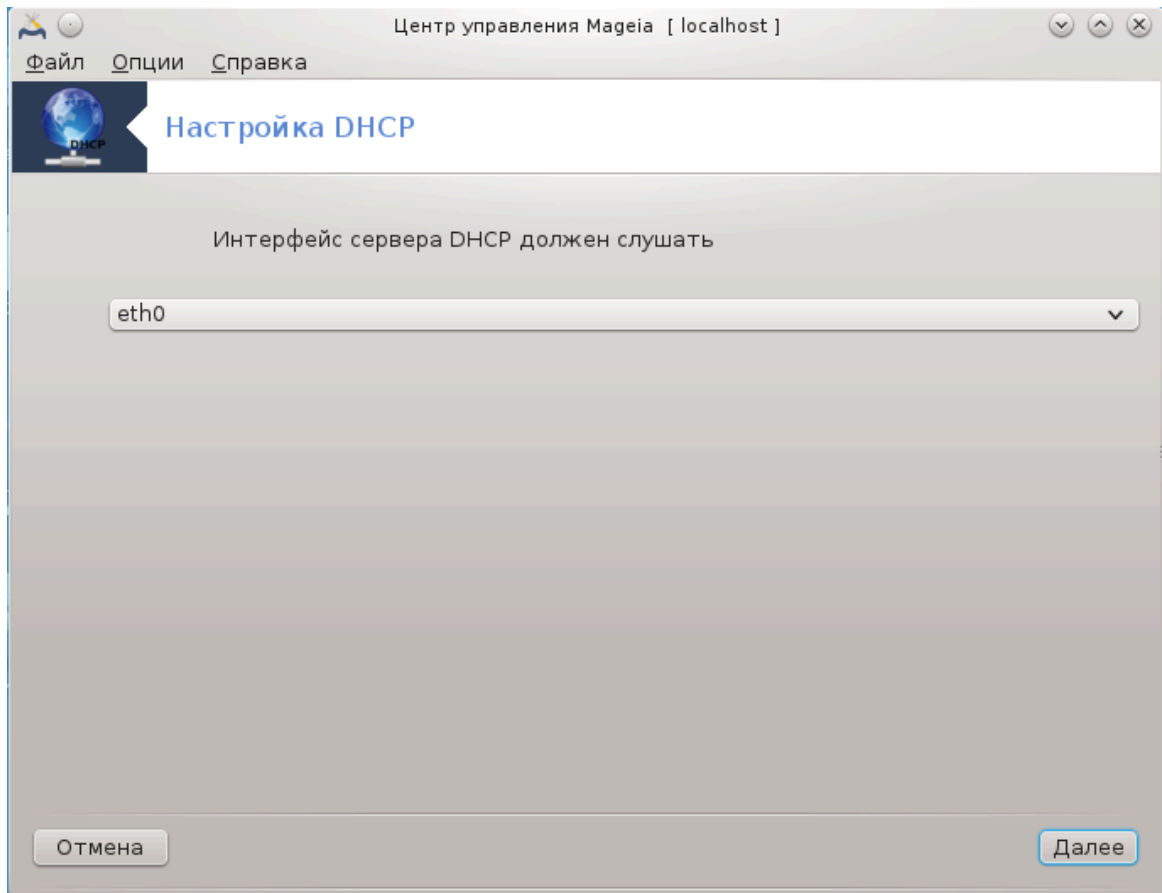 Центр управления Mageia [ localhost ]
Файл Опции Справка
DHCP
Настройка DHCP
Интерфейс сервера DHCP должен слушать
eth0
Отмена
Далее